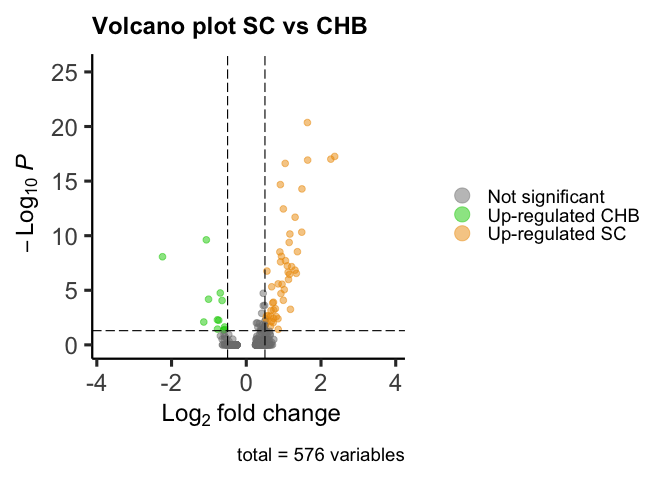 Volcano plot SC vs CHB
25
20
15
10
5
0
− Log₁₀ P
-4 -2 0 2 4
Log₂ fold change
Not significant
Up-regulated CHB
Up-regulated SC
total = 576 variables